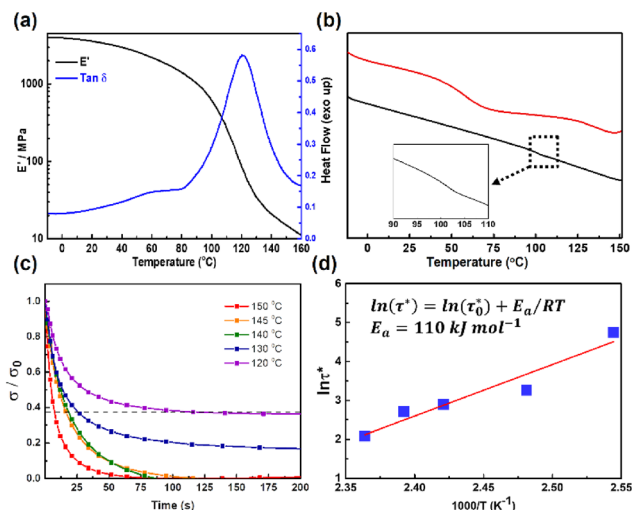 (a)
1000
100
10
E' / MPa
E'
Tan δ
0.6
0.5
0.4
0.3
0.2
0.1
0.0
0 20 40 60 80 100 120 140 160
Temperature (°C)
(b)
Heat Flow (exo up)
90 95 100 105 110
0 25 50 75 100 125 150
Temperature (°C)
(c)
1.0
0.8
0.6
0.4
0.2
0.0
σ / σ0
150 °C
145 °C
140 °C
130 °C
120 °C
25 50 75 100 125 150 175 200
Time (s)
(d)
6
5
4
3
2
1
lnτ*
ln(τ*) = ln(τ0*) + Ea/RT
Ea = 110 kJ mol−1
2.35 2.40 2.45 2.50 2.55
1000/T (K-1)